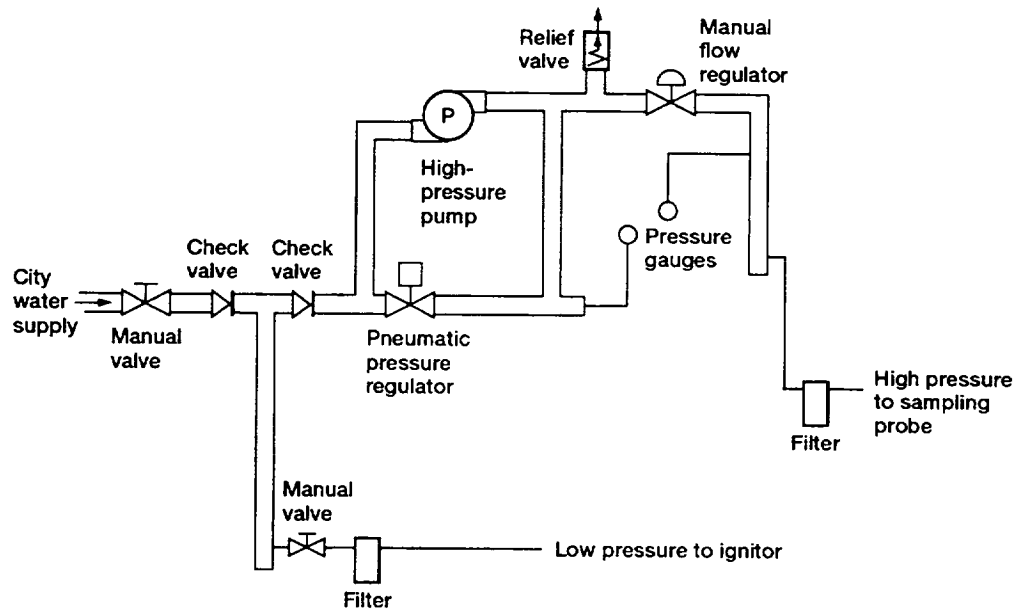 Relief
valve
Manual
flow
regulator
P
High-
pressure
pump
Check
valve
Check
valve
Pressure
gauges
City
water
supply
Manual
valve
Pneumatic
pressure
regulator
High pressure
to sampling
probe
Filter
Manual
valve
Low pressure to ignitor
Filter